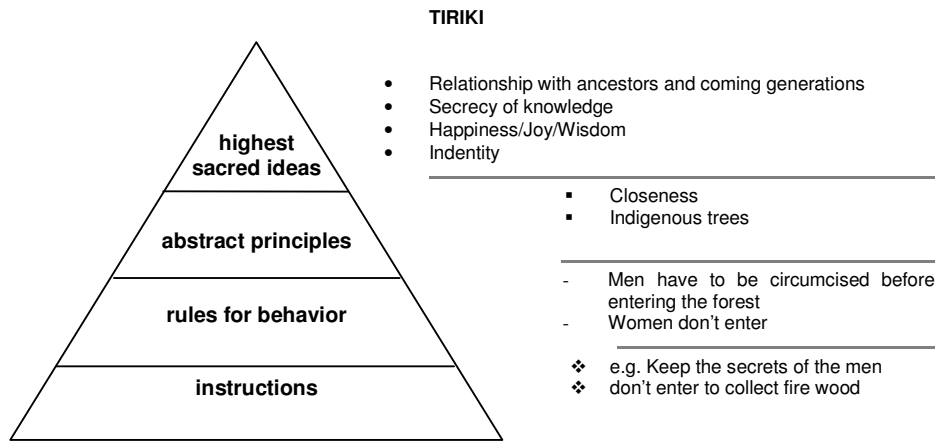 TIRIKI
• Relationship with ancestors and coming generations
• Secrecy of knowledge
• Happiness/Joy/Wisdom
• Indentity
highest
sacred ideas
▪ Closeness
▪ Indigenous trees
abstract principles
- Men have to be circumcised before
entering the forest
- Women don't enter
rules for behavior
❖ e.g. Keep the secrets of the men
❖ don't enter to collect fire wood
instructions